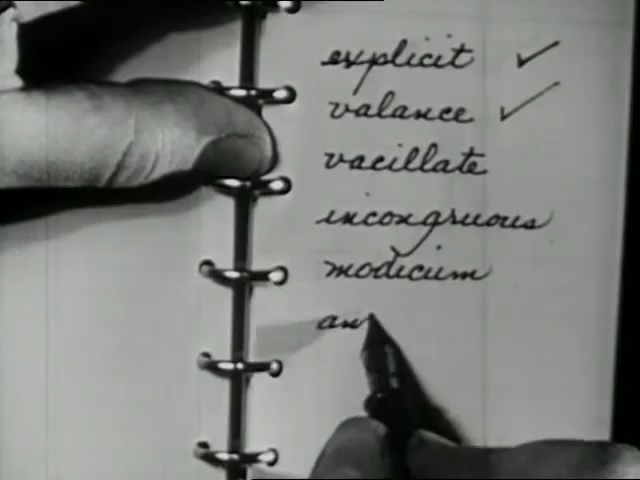 explicit ✓
valance ✓
vacillate
incongruous
modicum
an